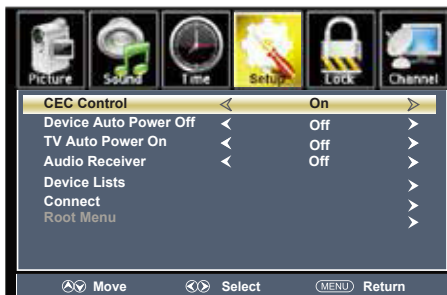 Picture Sound Time Setup Lock Channel
CEC Control On
Device Auto Power Off Off
TV Auto Power On Off
Audio Receiver Off
Device Lists
Connect
Root Menu
Move Select MENU Return